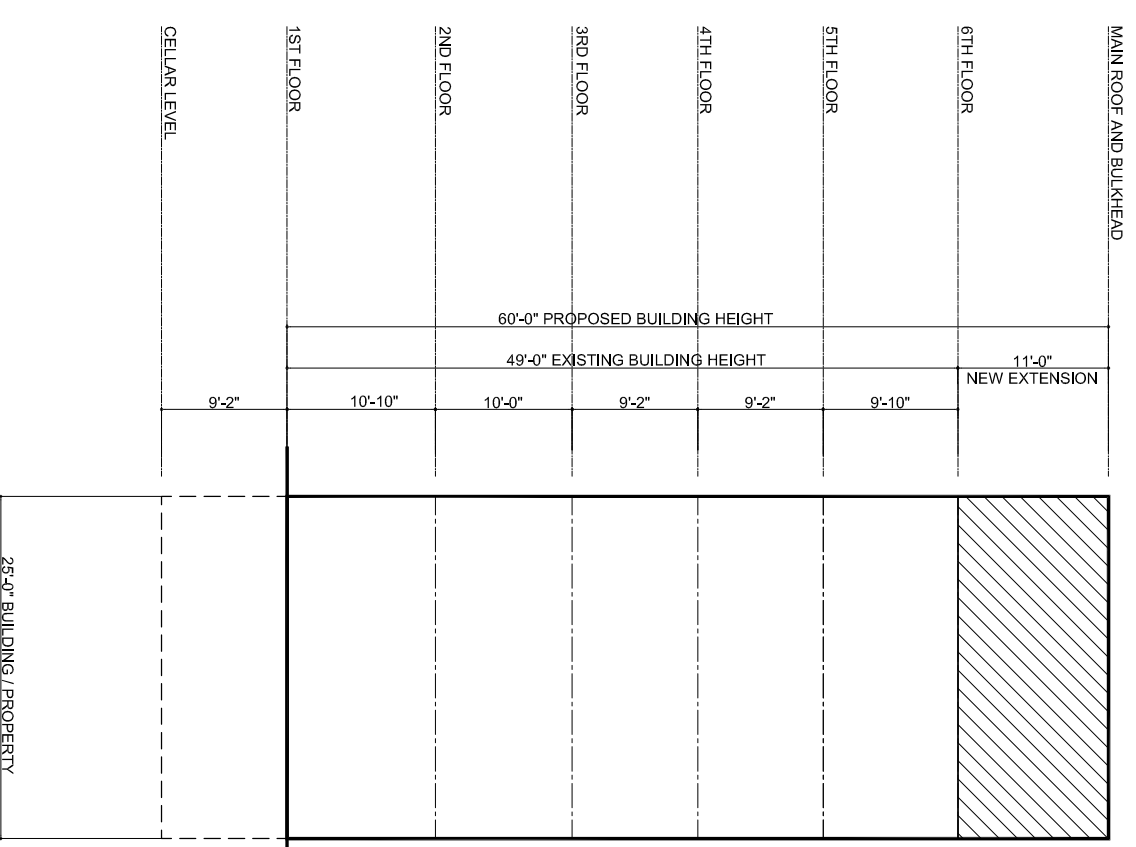 CELLAR LEVEL
1ST FLOOR
2ND FLOOR
3RD FLOOR
4TH FLOOR
5TH FLOOR
6TH FLOOR
MAIN ROOF AND BULKHEAD
60'-0" PROPOSED BUILDING HEIGHT
49'-0" EXISTING BUILDING HEIGHT
11'-0"
NEW EXTENSION
9'-2"
10'-10"
10'-0"
9'-2"
9'-2"
9'-10"
25'-0" BUILDING / PROPERTY